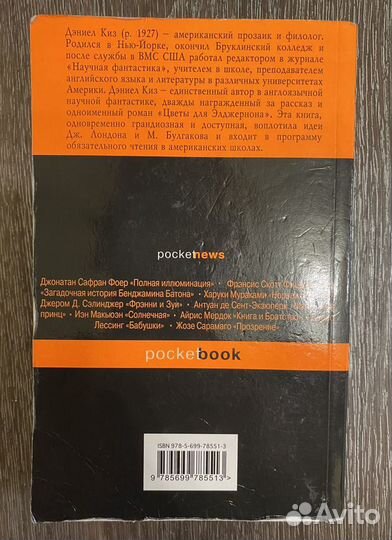 Дэниел Киз (р. 1927) – американский прозаик и филолог.
Родился в Нью-Йорке, окончил Бруклинский колледж и
после службы в ВМС США работал редактором в журнале
«Научная фантастика», учителем в школе, преподавателем
английского языка и литературы в различных университетах
Америки. Дэниел Киз – единственный автор в англоязычной
научной фантастике, дважды награжденный за рассказ и
одноименный роман «Цветы для Элджернона». Эта книга,
одновременно грандиозная и доступная, воплотила идеи
Дж. Лондона и М. Булгакова и входит в программу
обязательного чтения в американских школах.
pocketnews
Джонатан Сафран Фоер «Полная иллюминация» • Фрэнсис Скотт
«Загадочная история Бенджамина Батона» • Харуки Мураками
Джером Д. Сэлинджер «Фрэнни и Зуи» • Антуан де Сент-Экзюпери
принц» • Иэн Макьюэн «Солнечная» • Айрис Мердок «Книга и Братство»
Лессинг «Бабушки» • Жозе Сарамаго «Прозрение»
pocketbook
ISBN 978-5-699-78551-3
9 785699 785513 >
Avito